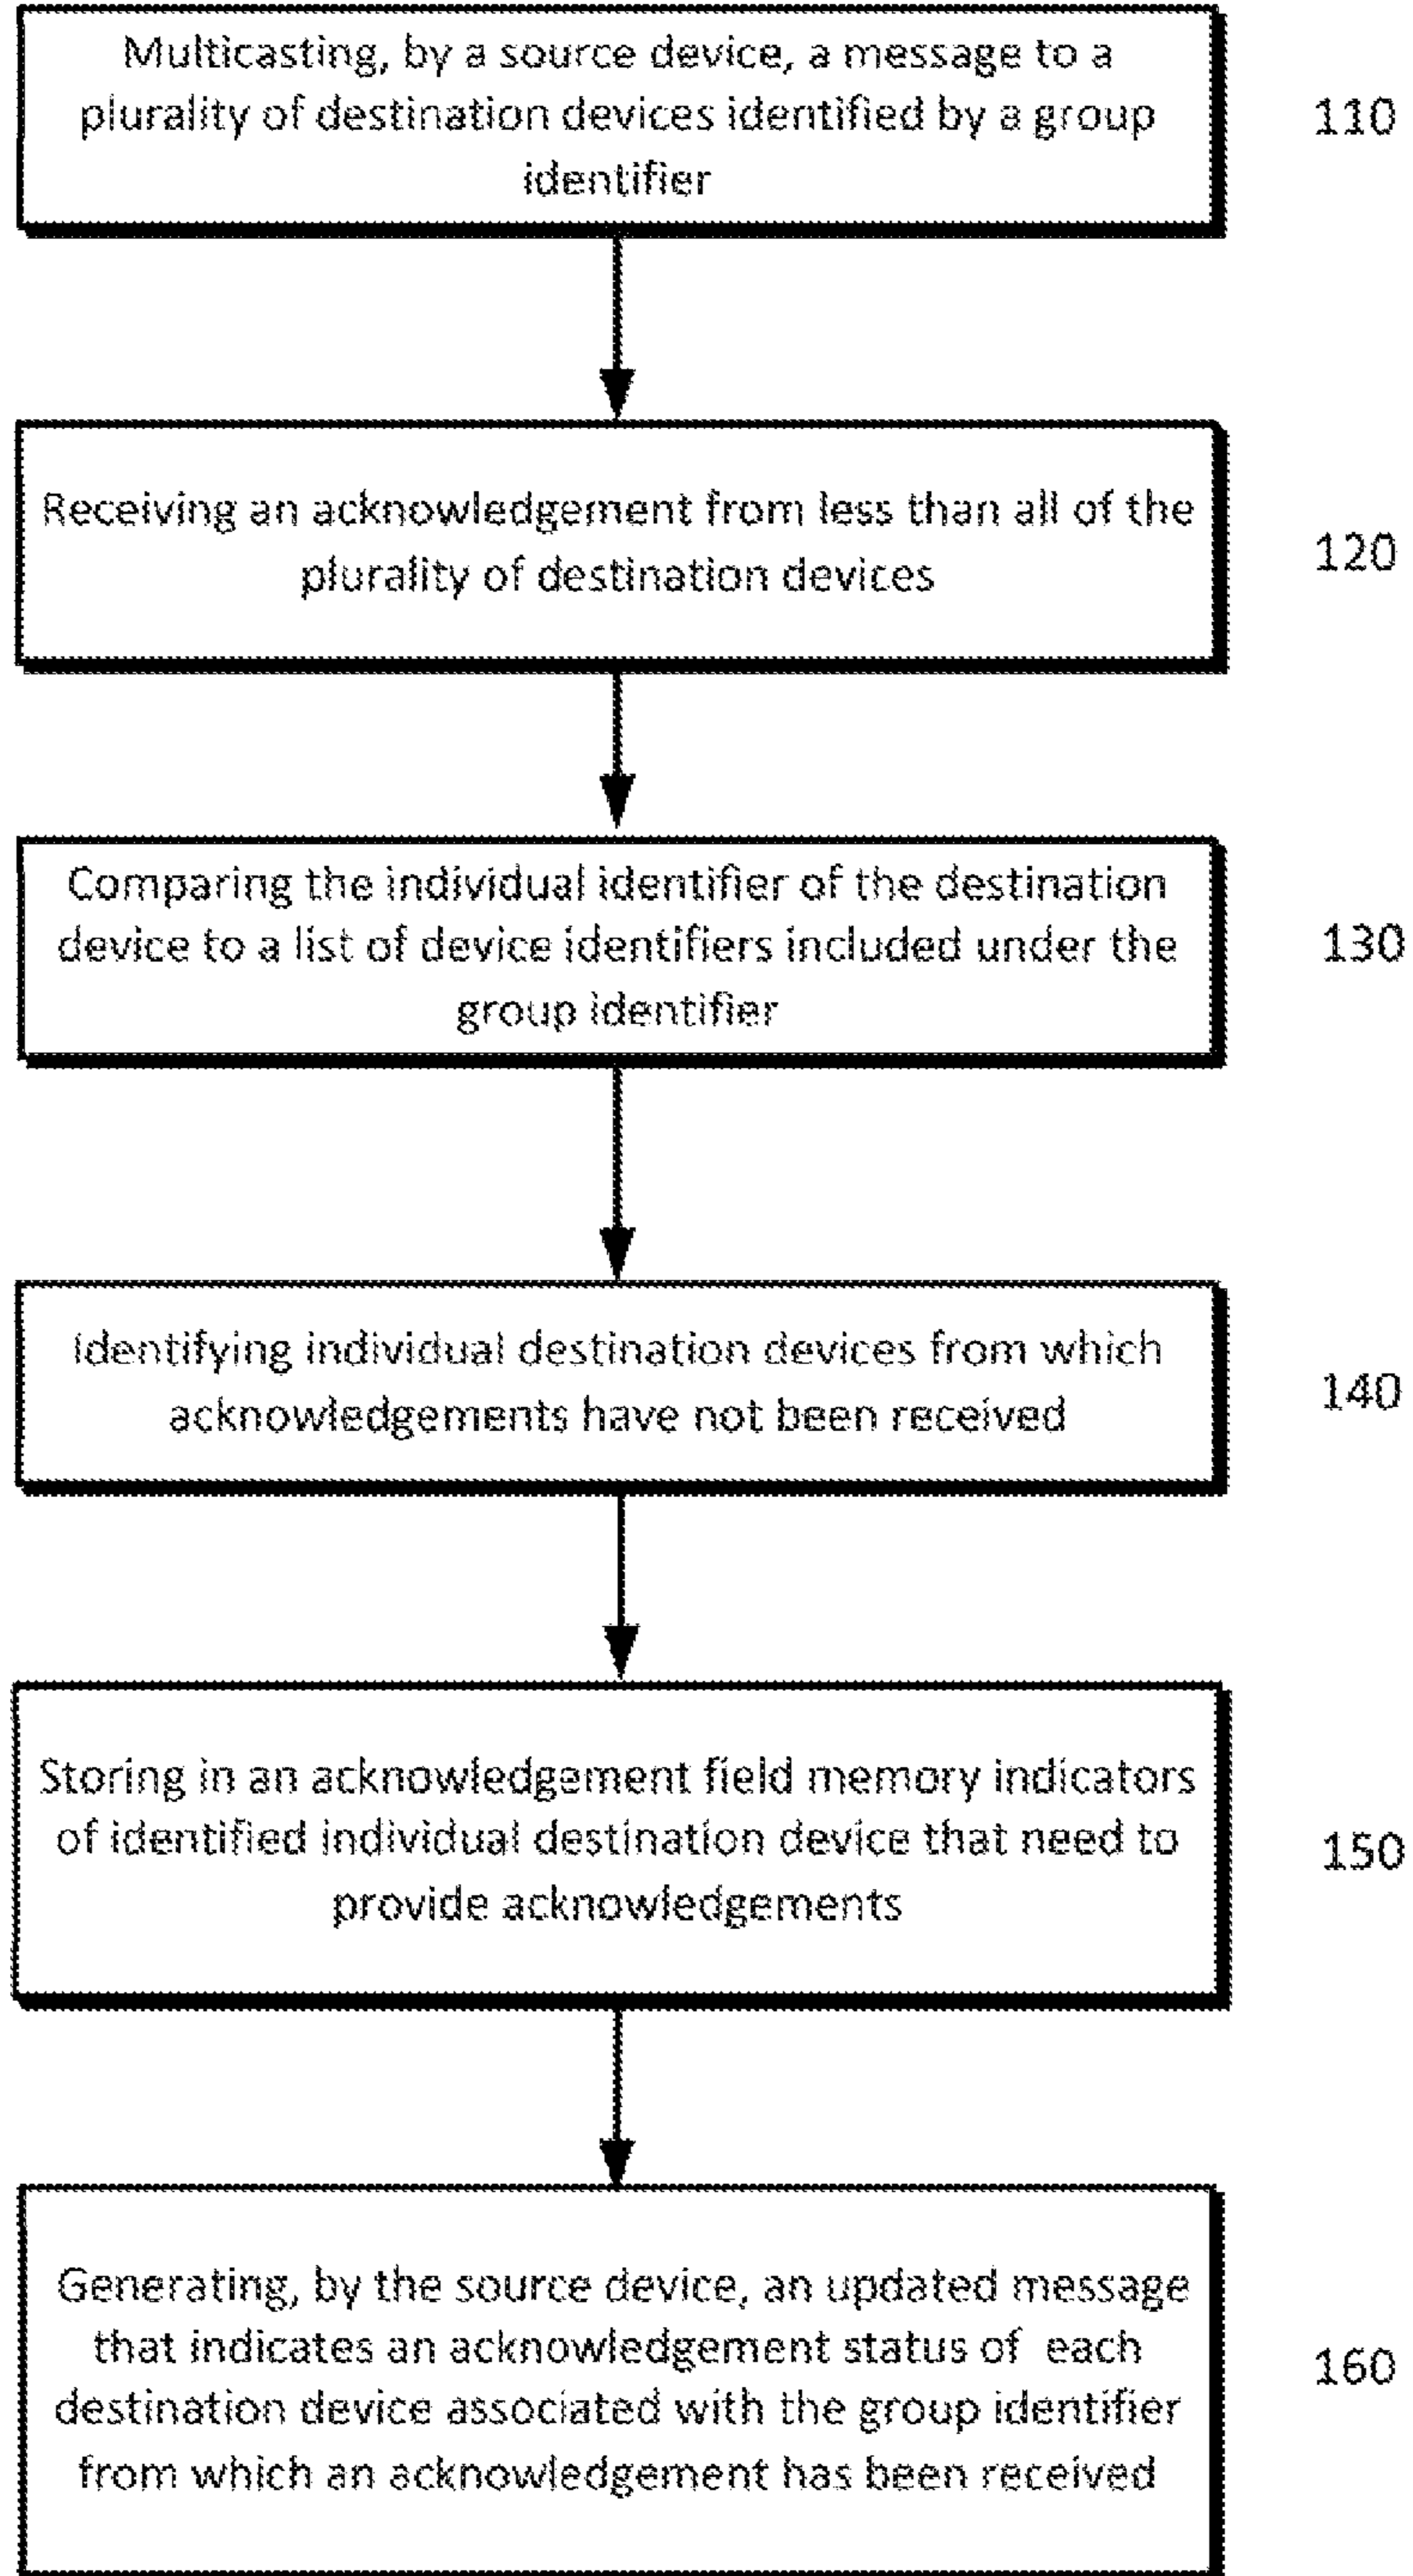 Multicasting, by a source device, a message to a
plurality of destination devices identified by a group
identifier
110
Receiving an acknowledgement from less than all of the
plurality of destination devices
120
Comparing the individual identifier of the destination
device to a list of device identifiers included under the
group identifier
130
Identifying individual destination devices from which
acknowledgements have not been received
140
Storing in an acknowledgement field memory indicators
of identified individual destination device that need to
provide acknowledgements
150
Generating, by the source device, an updated message
that indicates an acknowledgement status of each
destination device associated with the group identifier
from which an acknowledgement has been received
160